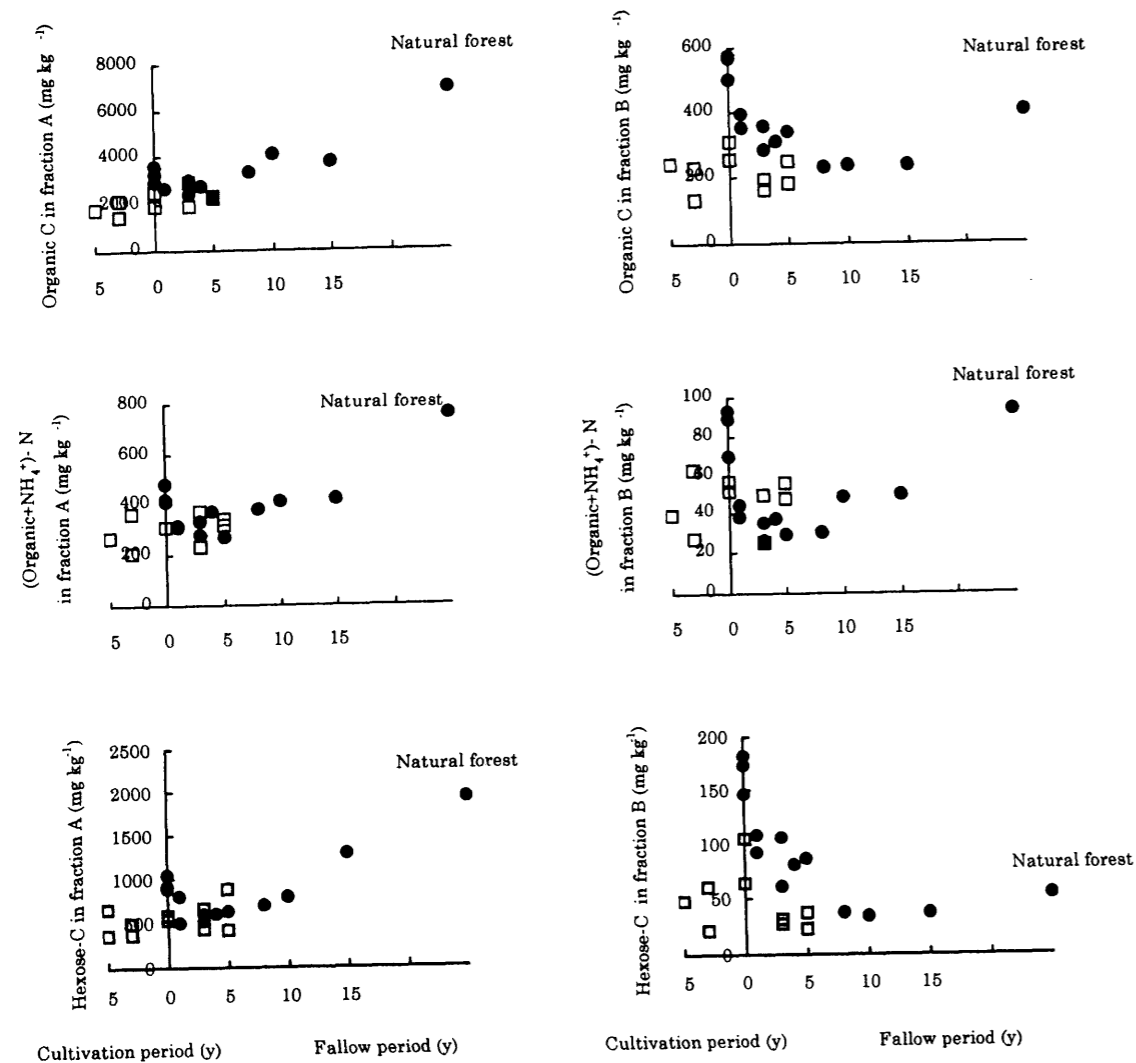 Natural forest
Organic C in fraction A (mg kg ⁻¹)
8000
6000
4000
2000
0
5 0 5 10 15
Natural forest
Organic C in fraction B (mg kg ⁻¹)
600
400
200
0
5 0 5 10 15
Natural forest
(Organic+NH₄⁺)- N
in fraction A (mg kg ⁻¹)
800
600
400
200
0
5 0 5 10 15
Natural forest
(Organic+NH₄⁺)- N
in fraction B (mg kg ⁻¹)
100
80
60
40
20
0
5 0 5 10 15
Natural forest
Hexose-C in fraction A (mg kg⁻¹)
2500
2000
1500
1000
500
0
5 0 5 10 15
Natural forest
Hexose-C in fraction B (mg kg⁻¹)
200
150
100
50
0
5 0 5 10 15
Cultivation period (y) Fallow period (y)
Cultivation period (y) Fallow period (y)